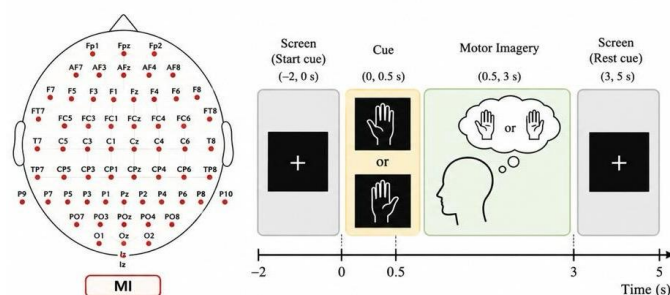 Fp1 Fpz Fp2
AF7 AF3 AFz AF4 AF8
F7 F5 F3 F1 Fz F4 F6 F8
FT7 FC5 FC3 FC1 FCz FC4 FC6 FT8
T7 C5 C3 C1 Cz C4 C6 T8
TP7 CP5 CP3 CP1 CPz CP4 CP6 TP8
P9 P7 P5 P3 P1 Pz P2 P4 P6 P8 P10
PO7 PO3 POz PO4 PO8
O1 Oz O2
Iz
Iz
MI
Screen
(Start cue)
(−2, 0 s)
Cue
(0, 0.5 s)
or
Motor Imagery
(0.5, 3 s)
or
Screen
(Rest cue)
(3, 5 s)
−2 0 0.5 3 5
Time (s)